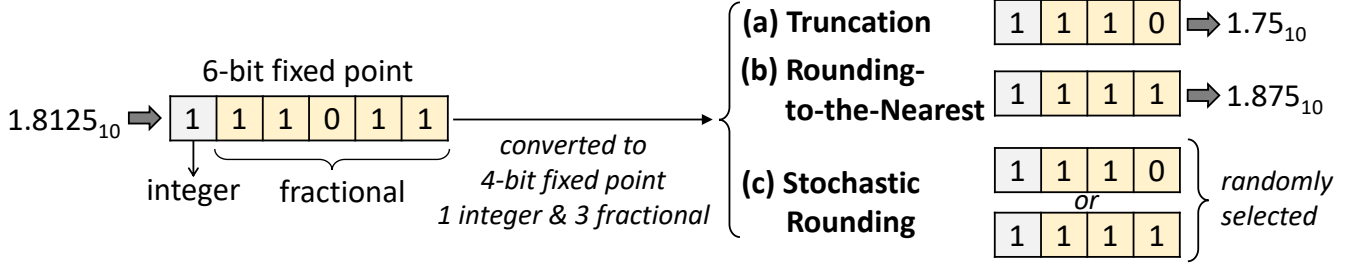 6-bit fixed point
1.8125₁₀
1 1 1 0 1 1
integer
fractional
converted to
4-bit fixed point
1 integer & 3 fractional
(a) Truncation
1 1 1 0
1.75₁₀
(b) Rounding-
to-the-Nearest
1 1 1 1
1.875₁₀
(c) Stochastic
Rounding
1 1 1 0
or
1 1 1 1
randomly
selected